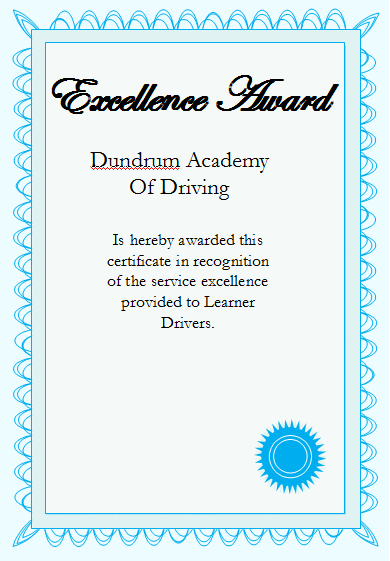 Excellence Award
Dundrum Academy
Of Driving
Is hereby awarded this
certificate in recognition
of the service excellence
provided to Learner
Drivers.